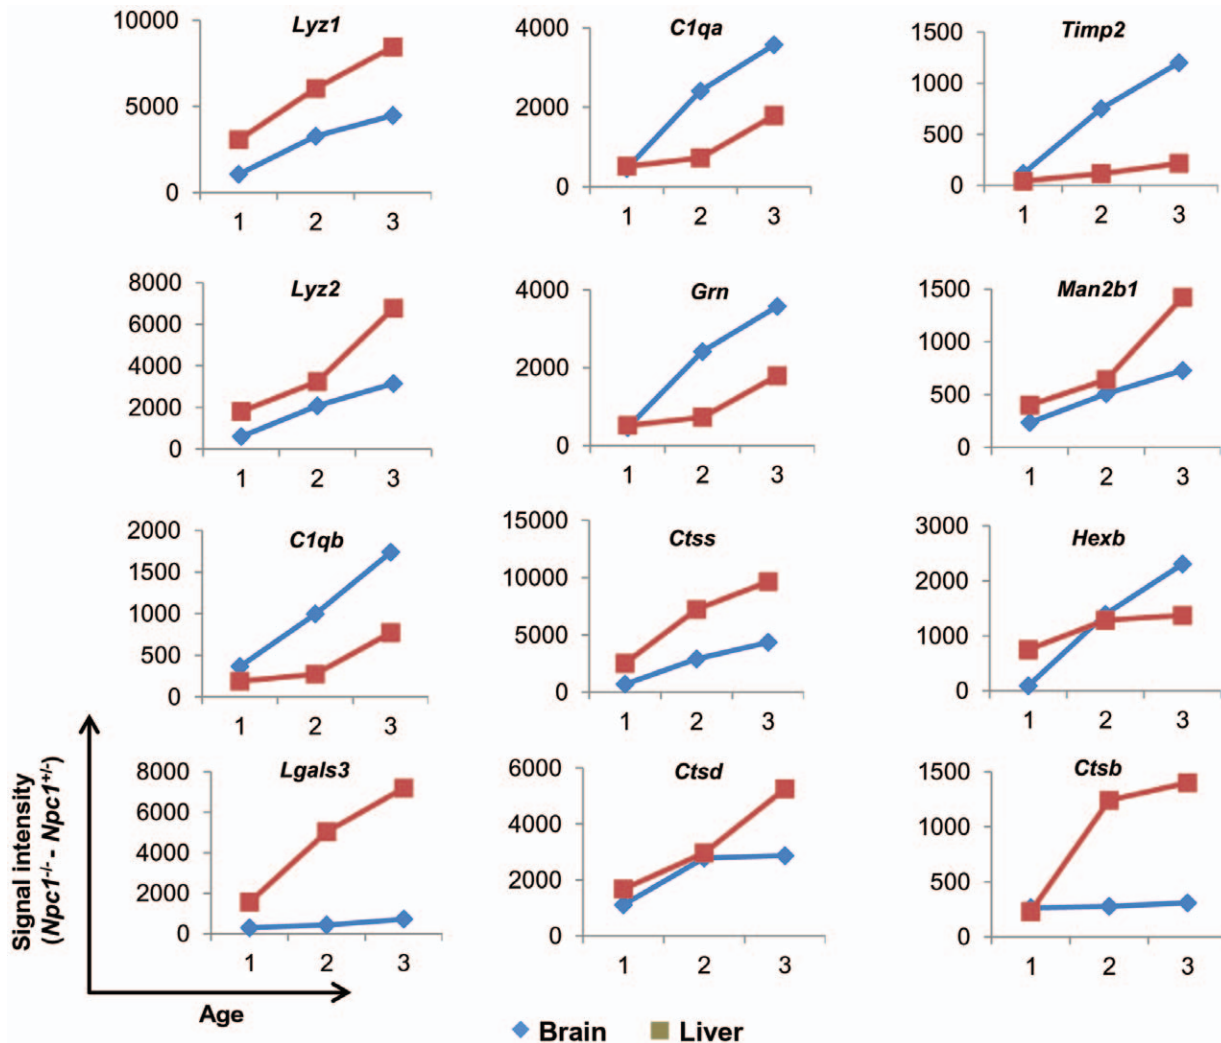 Lyz1
10000
5000
0
1 2 3
C1qa
4000
2000
0
1 2 3
Timp2
1500
1000
500
0
1 2 3
Lyz2
8000
6000
4000
2000
0
1 2 3
Grn
4000
2000
0
1 2 3
Man2b1
1500
1000
500
0
1 2 3
C1qb
2000
1500
1000
500
0
1 2 3
Ctss
15000
10000
5000
0
1 2 3
Hexb
3000
2000
1000
0
1 2 3
Lgals3
8000
6000
4000
2000
0
1 2 3
Ctsd
6000
4000
2000
0
1 2 3
Ctsb
1500
1000
500
0
1 2 3
Signal intensity
(Npc1-/- - Npc1+/-)
Age
Brain Liver